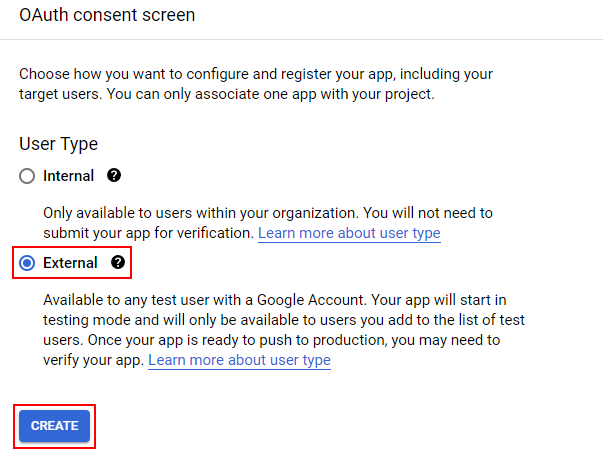 OAuth consent screen
Choose how you want to configure and register your app, including your
target users. You can only associate one app with your project.
User Type
Internal
Only available to users within your organization. You will not need to
submit your app for verification. Learn more about user type
External
Available to any test user with a Google Account. Your app will start in
testing mode and will only be available to users you add to the list of test
users. Once your app is ready to push to production, you may need to
verify your app. Learn more about user type
CREATE